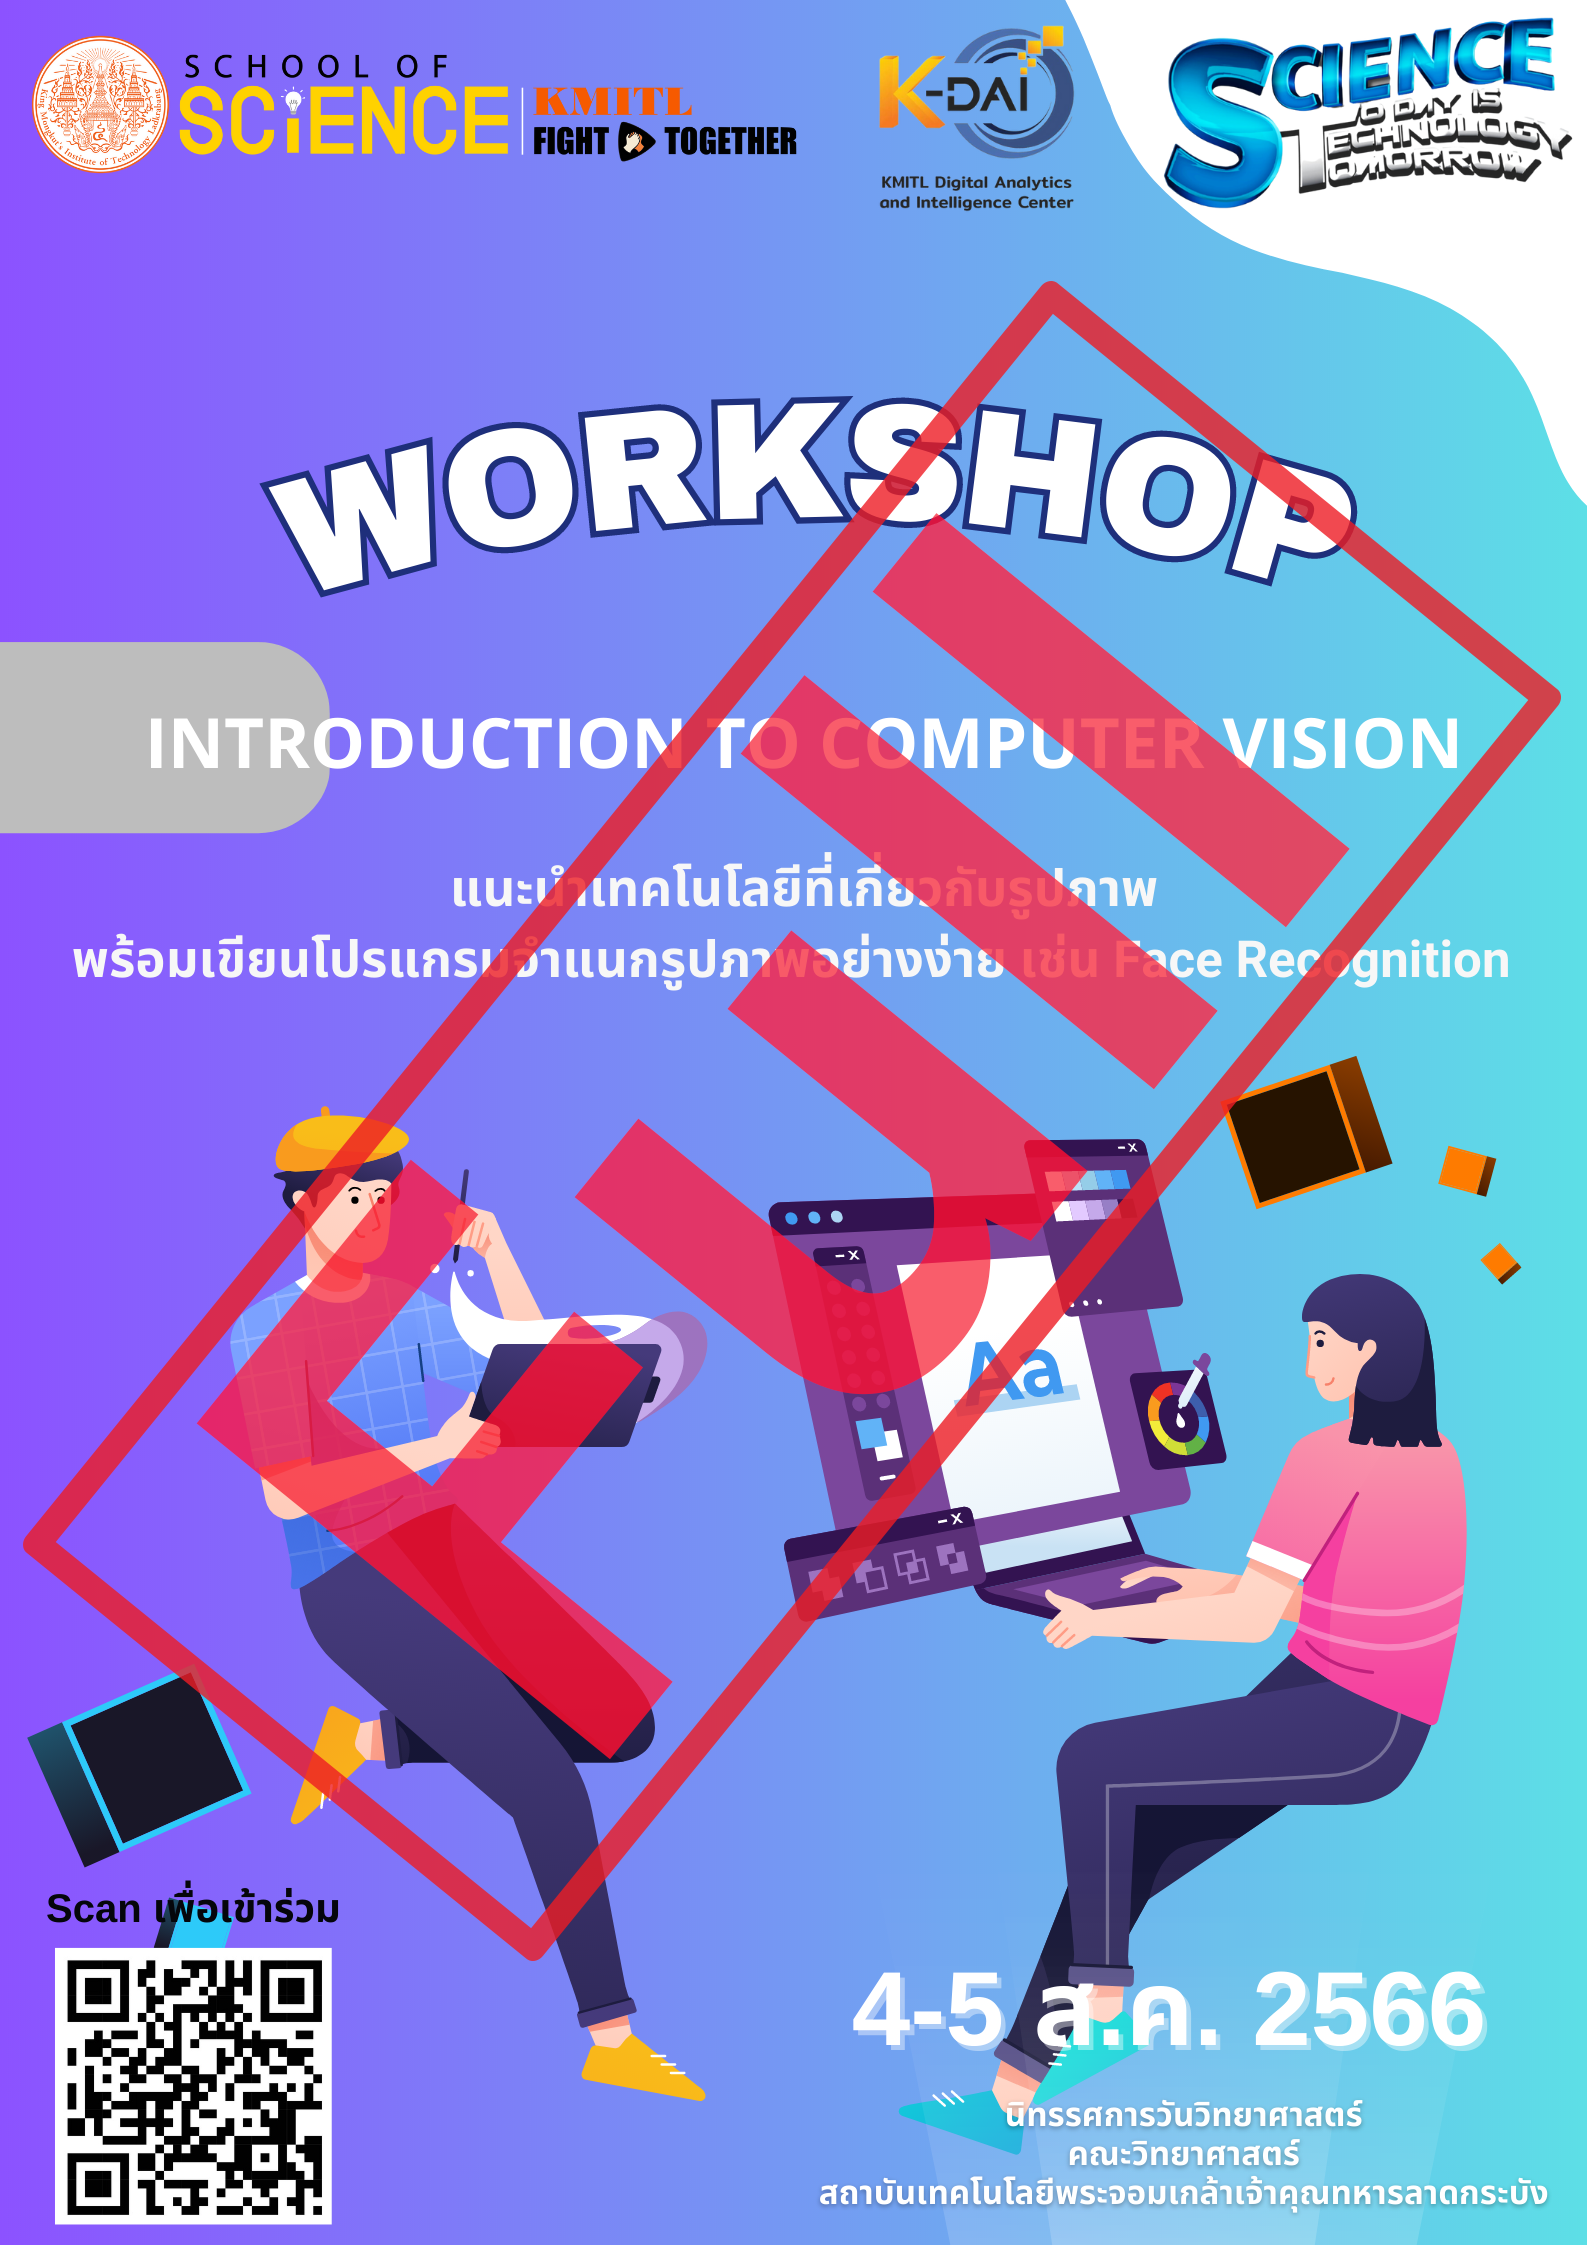 SCHOOL OF
SCIENCE
KMITL
FIGHT TOGETHER
King Mongkut's Institute of Technology Ladkrabang
K-DAI
KMITL Digital Analytics
and Intelligence Center
SCIENCE
TODAY IS
TECHNOLOGY
TOMORROW
WORKSHOP
INTRODUCTION TO COMPUTER VISION
แนะนำเทคโนโลยีที่เกี่ยวกับรูปภาพ
พร้อมเขียนโปรแกรมจำแนกรูปภาพอย่างง่าย เช่น Face Recognition
Full
Aa
Scan เพื่อเข้าร่วม
4-5 ส.ค. 2566
นิทรรศการวันวิทยาศาสตร์
คณะวิทยาศาสตร์
สถาบันเทคโนโลยีพระจอมเกล้าเจ้าคุณทหารลาดกระบัง